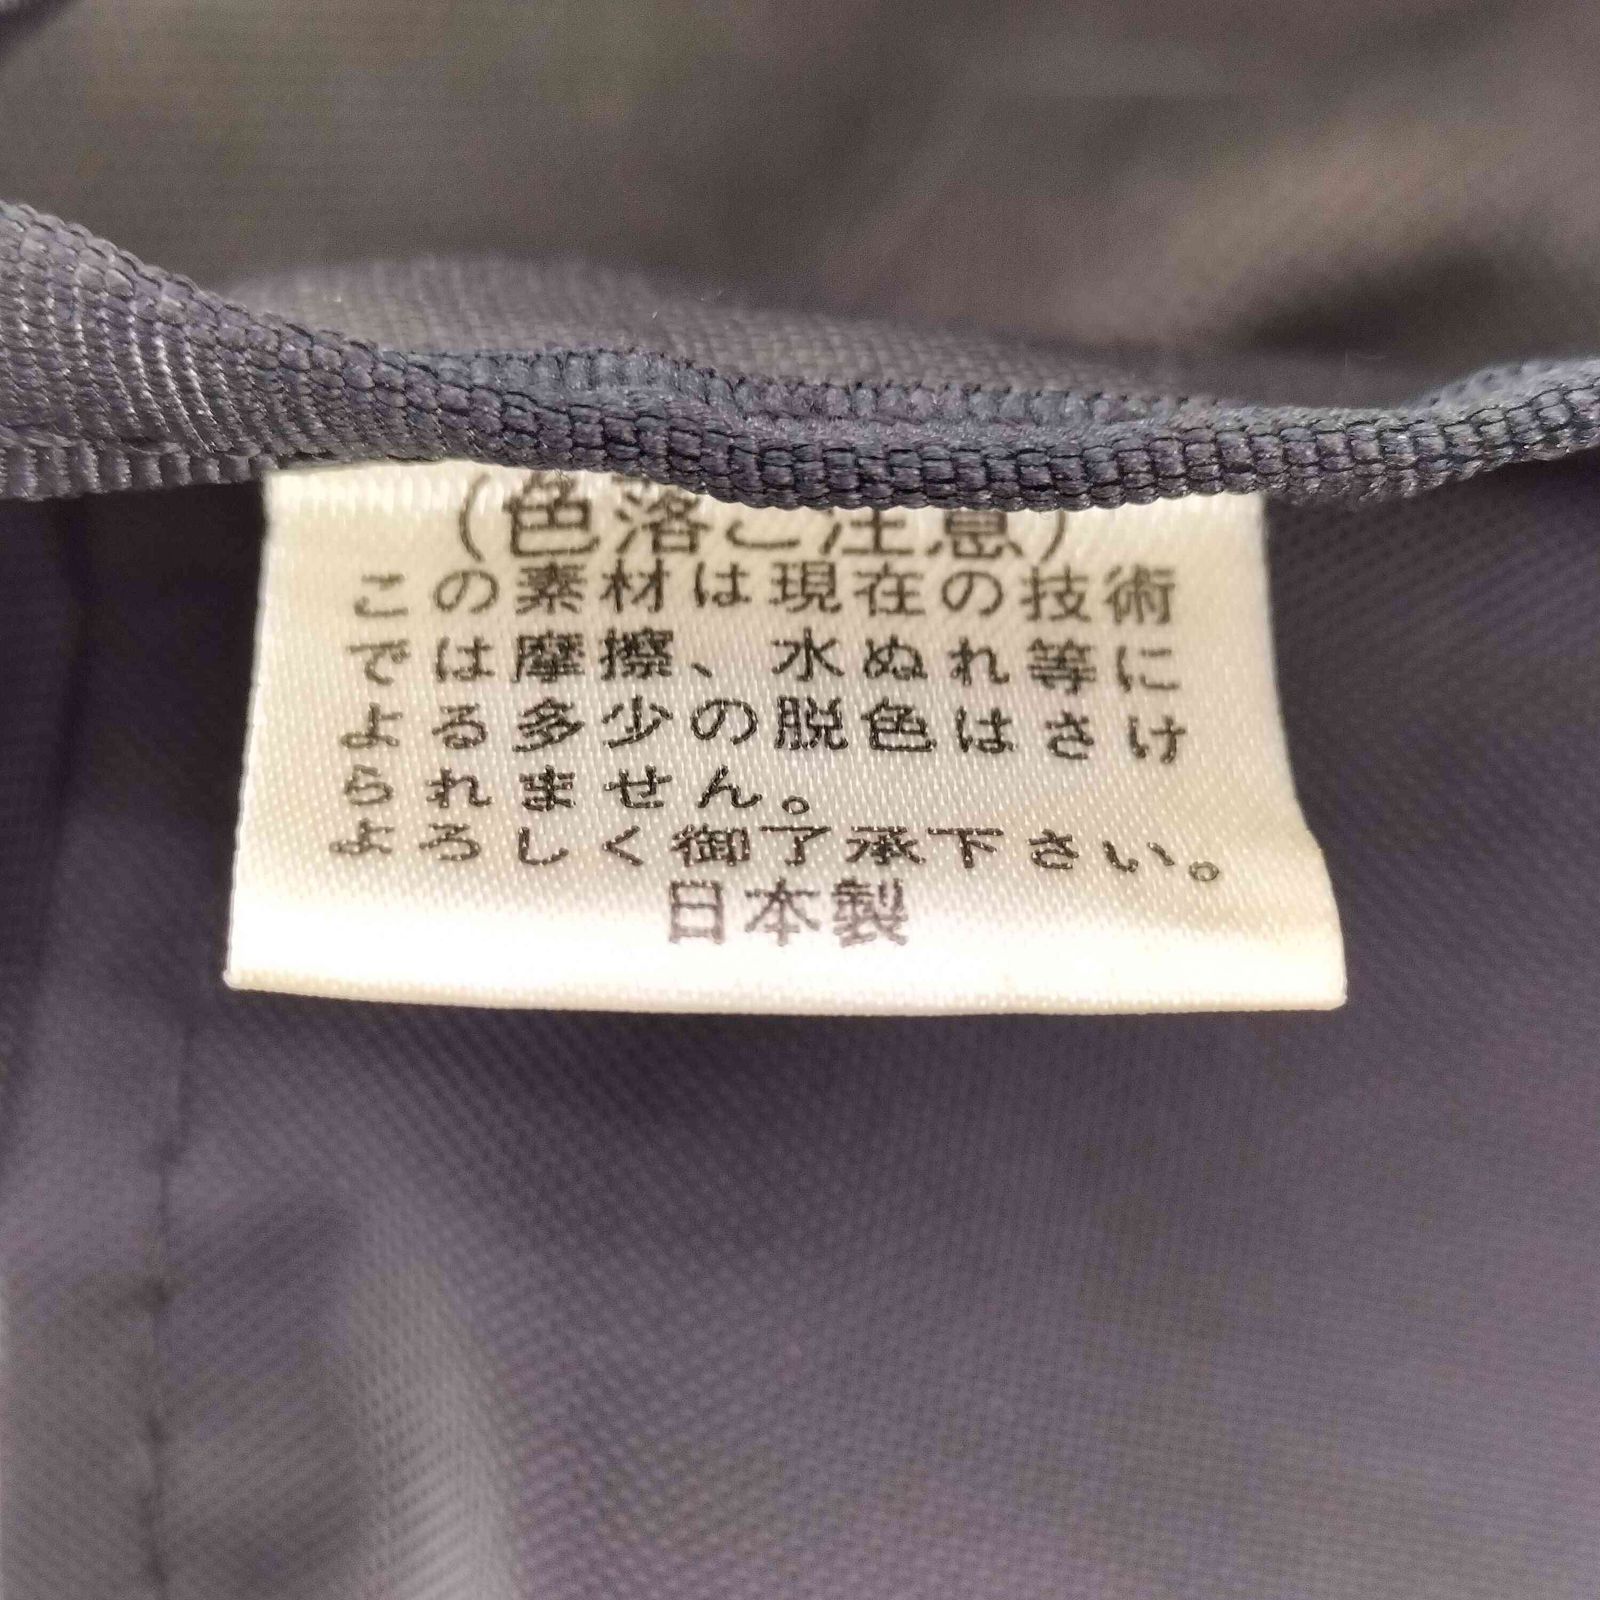 (色落ご注意)
この素材は現在の技術
では摩擦、水ぬれ等に
よる多少の脱色はさけ
られません。
よろしく御了承下さい。
日本製